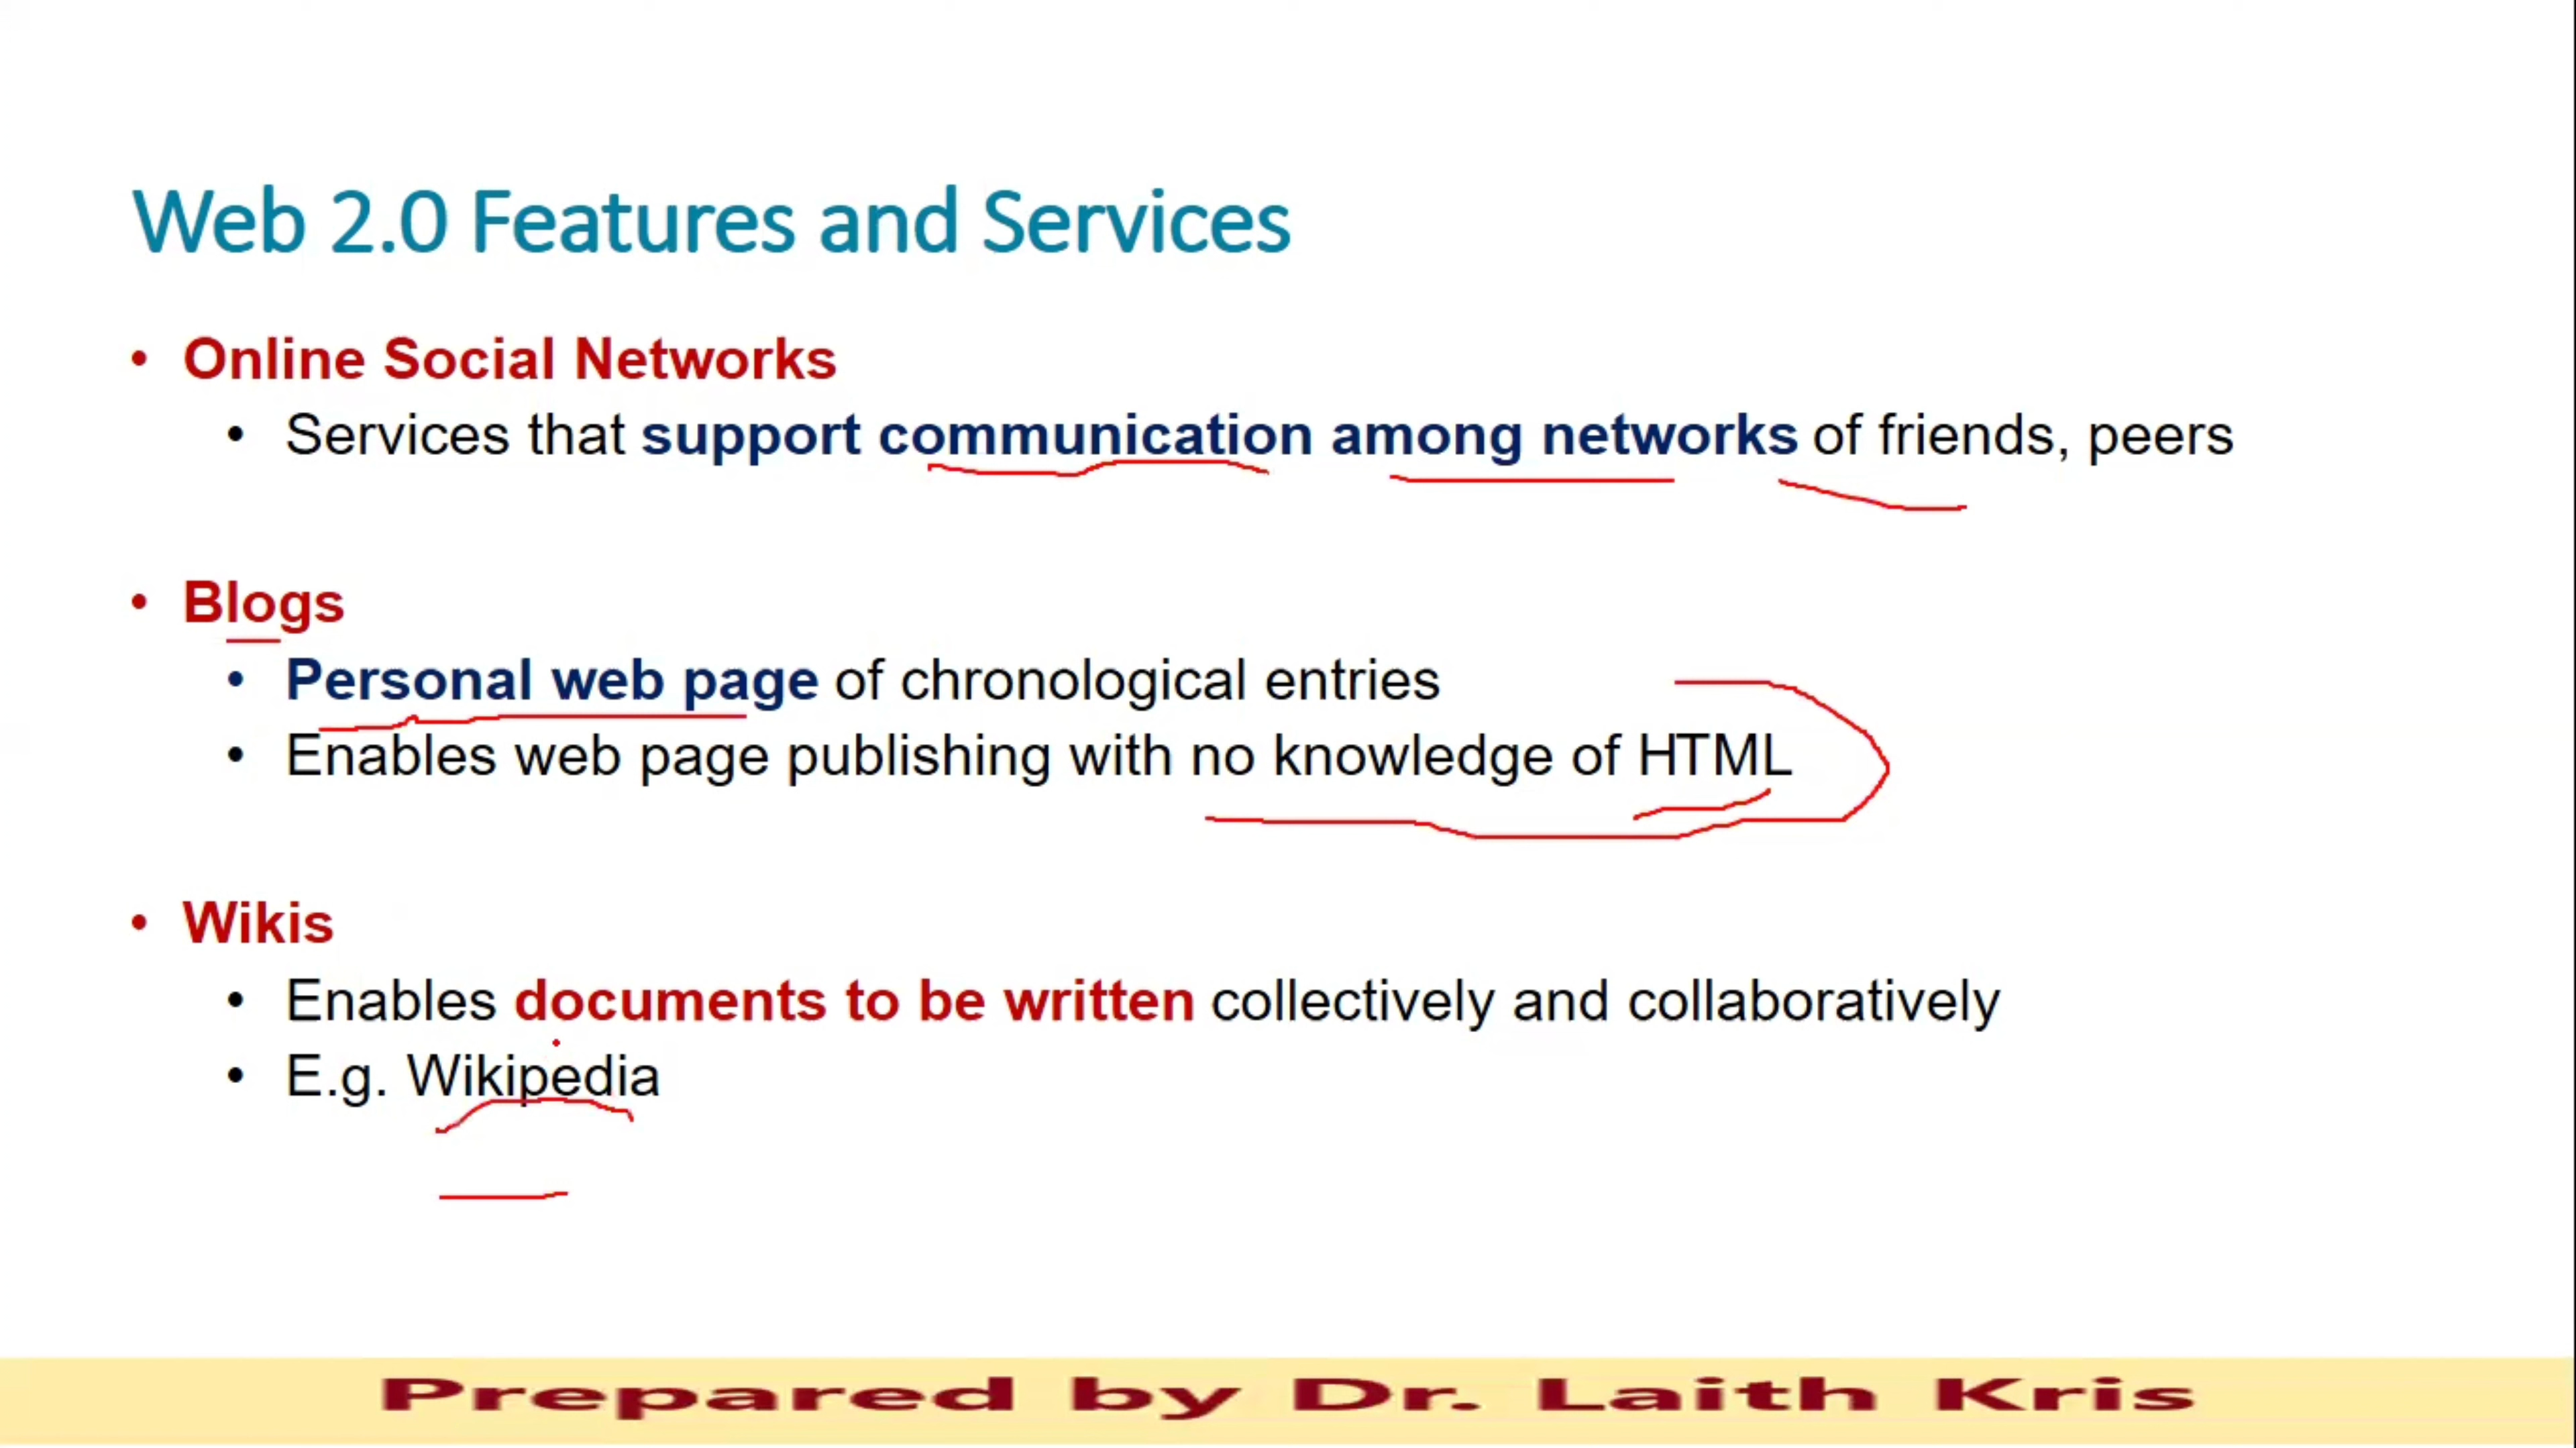 Web 2.0 Features and Services
• Online Social Networks
• Services that support communication among networks of friends, peers
• Blogs
• Personal web page of chronological entries
• Enables web page publishing with no knowledge of HTML
• Wikis
• Enables documents to be written collectively and collaboratively
• E.g. Wikipedia
Prepared by Dr. Laith Kris